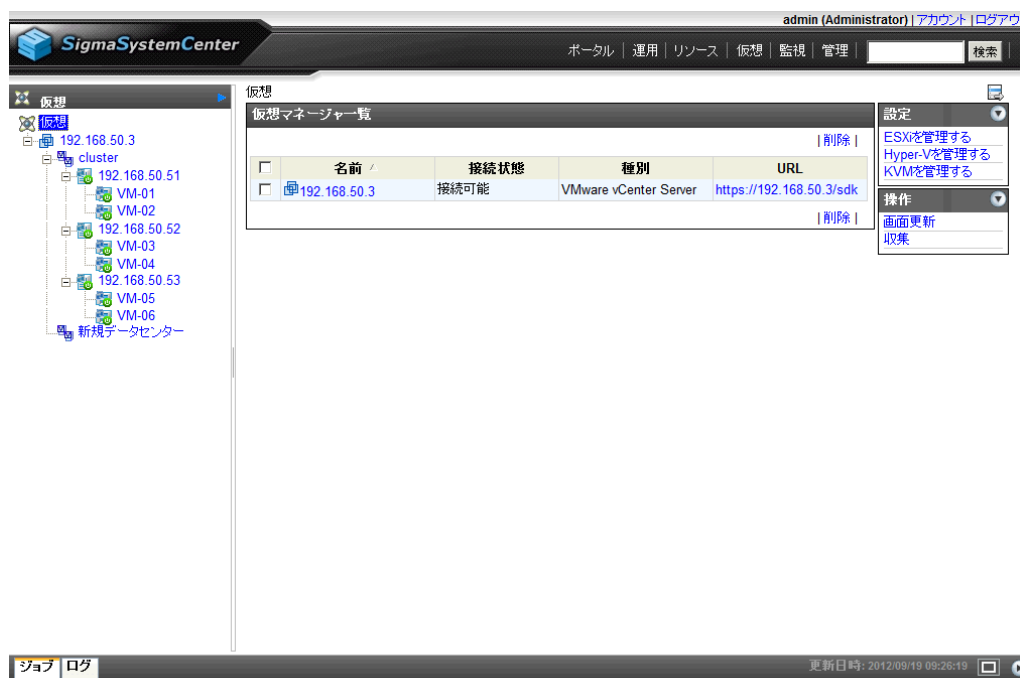 admin (Administrator) | アカウント | ログアウ
SigmaSystemCenter
ポータル | 運用 | リソース | 仮想 | 監視 | 管理 | 検索 |
仮想
仮想
192.168.50.3
cluster
192.168.50.51
VM-01
VM-02
192.168.50.52
VM-03
VM-04
192.168.50.53
VM-05
VM-06
新規データセンター
仮想
仮想マネージャ一覧
| 削除 |
名前 接続状態 種別 URL
192.168.50.3 接続可能 VMware vCenter Server https://192.168.50.3/sdk
| 削除 |
設定
ESXiを管理する
Hyper-Vを管理する
KVMを管理する
操作
画面更新
収集
ジョブ ログ
更新日時: 2012/09/19 09:26:19